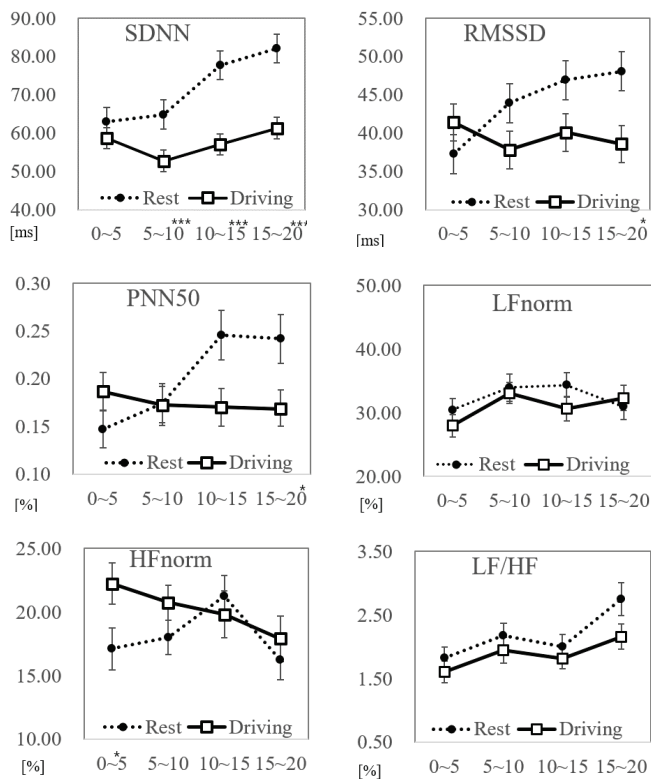 SDNN
90.00
80.00
70.00
60.00
50.00
40.00
Rest Driving
[ms]
0~5 5~10*** 10~15*** 15~20***
RMSSD
55.00
50.00
45.00
40.00
35.00
30.00
Rest Driving
[ms]
0~5 5~10 10~15 15~20*
PNN50
0.30
0.25
0.20
0.15
0.10
Rest Driving
[%]
0~5 5~10 10~15 15~20*
LFnorm
50.00
40.00
30.00
20.00
Rest Driving
[%]
0~5 5~10 10~15 15~20
HFnorm
25.00
20.00
15.00
10.00
Rest Driving
[%]
0~5* 5~10 10~15 15~20
LF/HF
3.50
2.50
1.50
0.50
Rest Driving
0~5 5~10 10~15 15~20